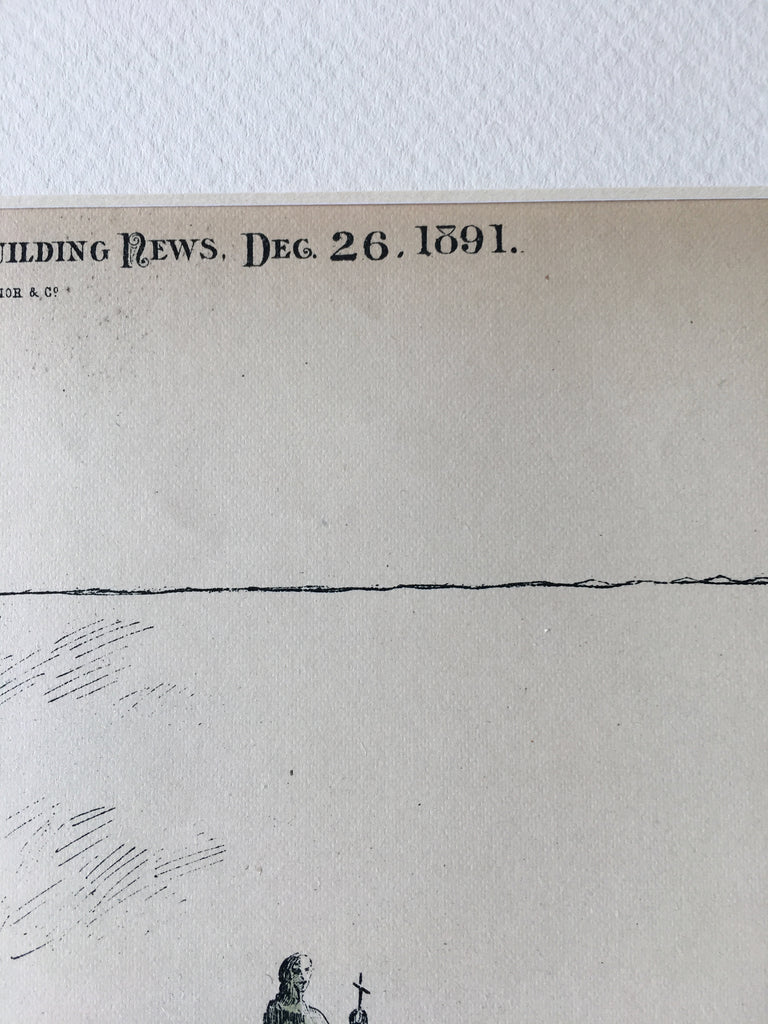 UILDING NEWS, DEC. 26, 1891.
& Cº